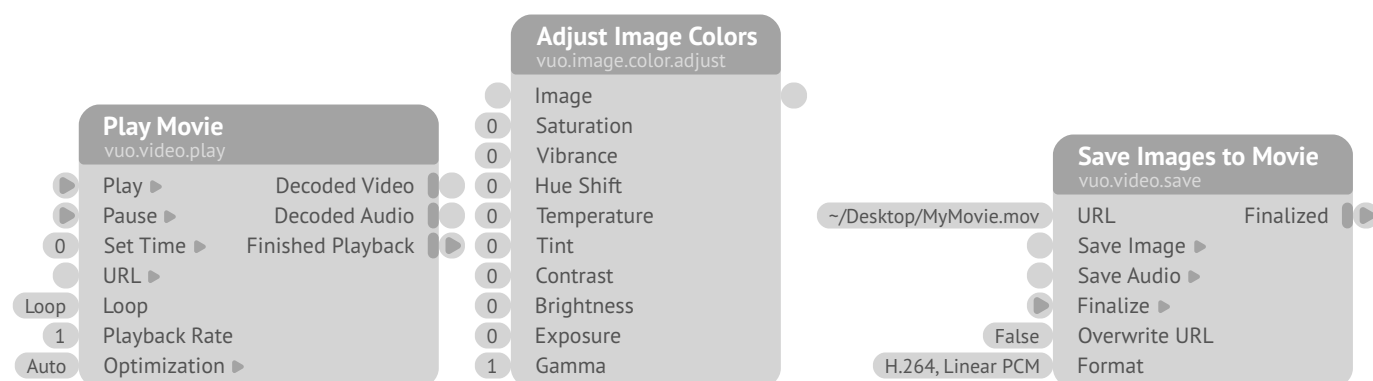 Play Movie
vuo.video.play
Play
Decoded Video
Pause
Decoded Audio
0
Set Time
Finished Playback
URL
Loop
Loop
1
Playback Rate
Auto
Optimization
Adjust Image Colors
vuo.image.color.adjust
Image
0
Saturation
0
Vibrance
0
Hue Shift
0
Temperature
0
Tint
0
Contrast
0
Brightness
0
Exposure
1
Gamma
Save Images to Movie
vuo.video.save
~/Desktop/MyMovie.mov
URL
Finalized
Save Image
Save Audio
Finalize
False
Overwrite URL
H.264, Linear PCM
Format